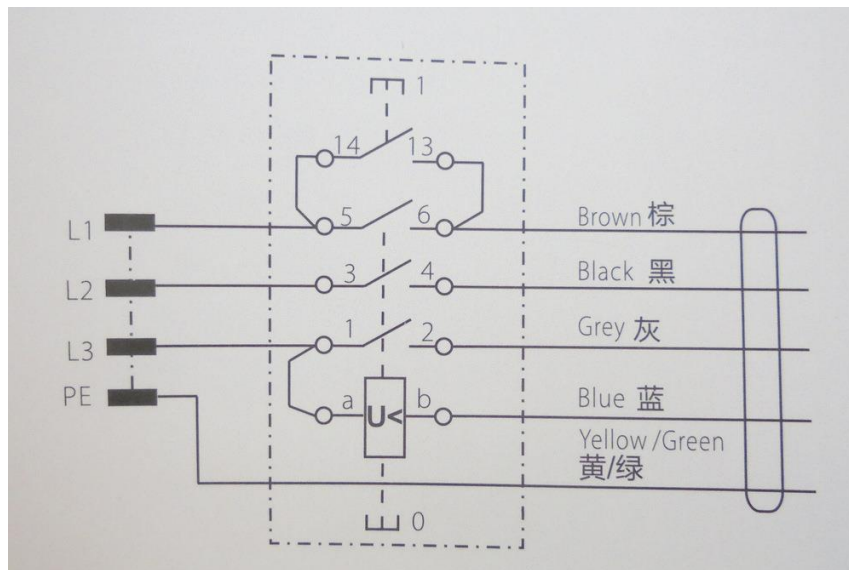 1
14 13
L1 5 6 Brown 棕
L2 3 4 Black 黑
L3 1 2 Grey 灰
PE a U< b Blue 蓝
Yellow/Green
黄/绿
0